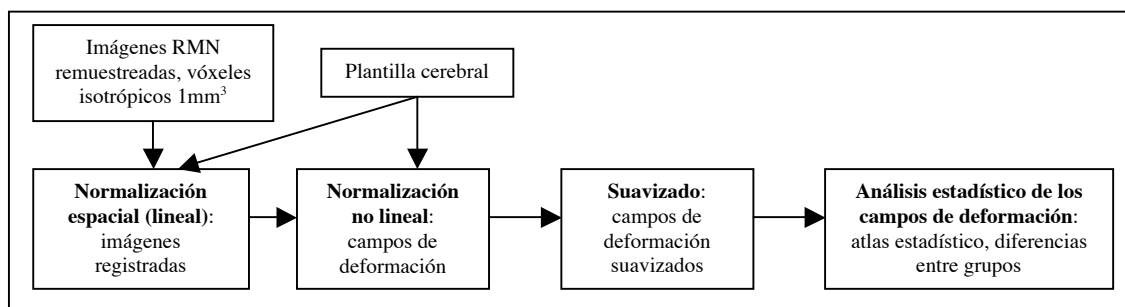 Imágenes RMN
remuestreadas, vóxeles
isotrópicos 1mm³
Plantilla cerebral
Normalización
espacial (lineal):
imágenes
registradas
Normalización
no lineal:
campos de
deformación
Suavizado:
campos de
deformación
suavizados
Análisis estadístico de los
campos de deformación:
atlas estadístico, diferencias
entre grupos